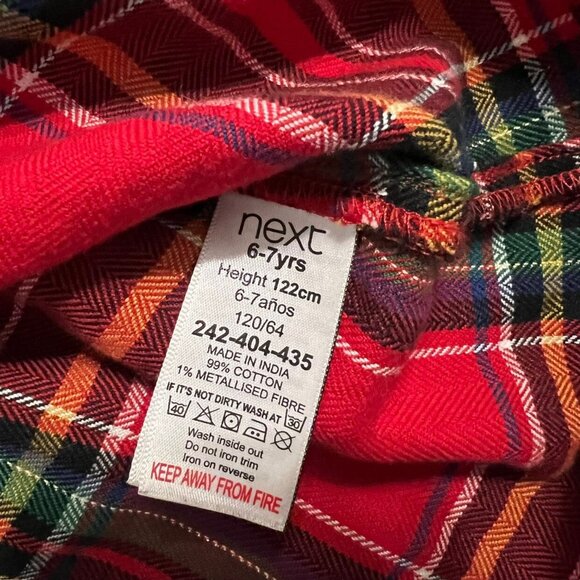 next
6-7yrs
Height 122cm
6-7años
120/64
242-404-435
MADE IN INDIA
99% COTTON
1% METALLISED FIBRE
IF IT'S NOT DIRTY WASH AT 30
40
Wash inside out
Do not iron trim
Iron on reverse
KEEP AWAY FROM FIRE